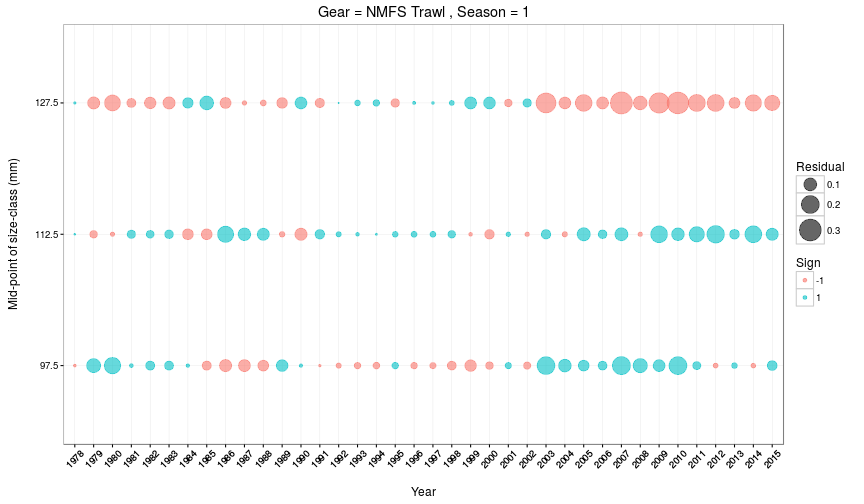 Gear = NMFS Trawl , Season = 1
Mid-point of size-class (mm)
127.5
112.5
97.5
1978 1979 1980 1981 1982 1983 1984 1985 1986 1987 1988 1989 1990 1991 1992 1993 1994 1995 1996 1997 1998 1999 2000 2001 2002 2003 2004 2005 2006 2007 2008 2009 2010 2011 2012 2013 2014 2015
Year
Residual
0.1
0.2
0.3
Sign
-1
1